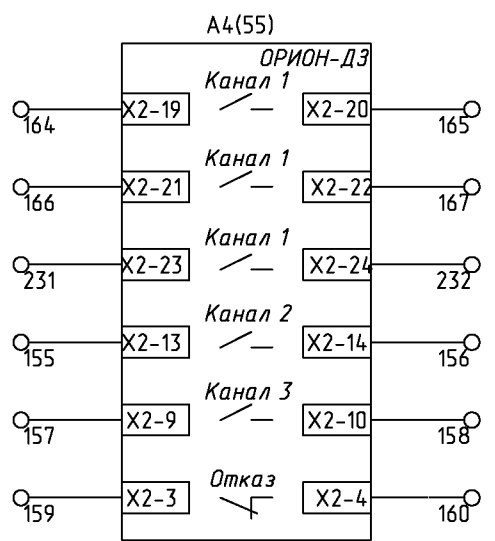 А4(55)
ОРИОН-ДЗ
Канал 1
164 X2-19 X2-20 165
Канал 1
166 X2-21 X2-22 167
Канал 1
231 X2-23 X2-24 232
Канал 2
155 X2-13 X2-14 156
Канал 3
157 X2-9 X2-10 158
Отказ
159 X2-3 X2-4 160